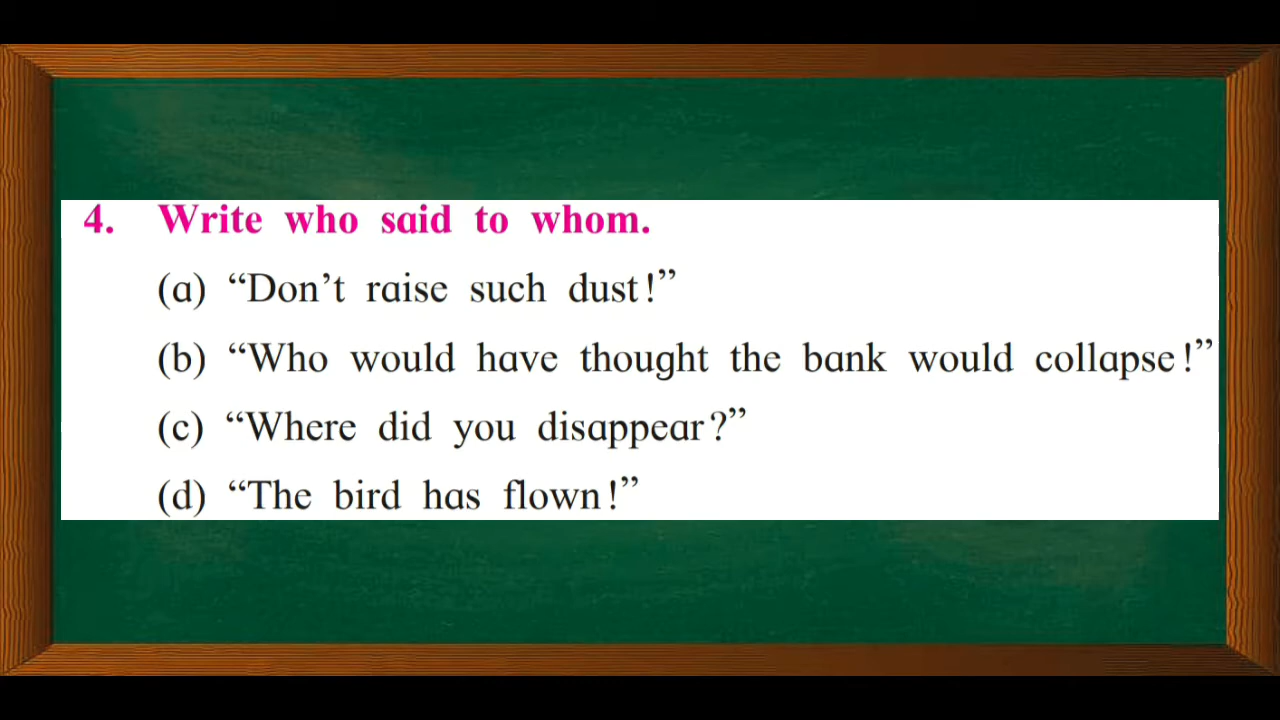 4. Write who said to whom.
(a) “Don’t raise such dust!”
(b) “Who would have thought the bank would collapse!”
(c) “Where did you disappear?”
(d) “The bird has flown!”